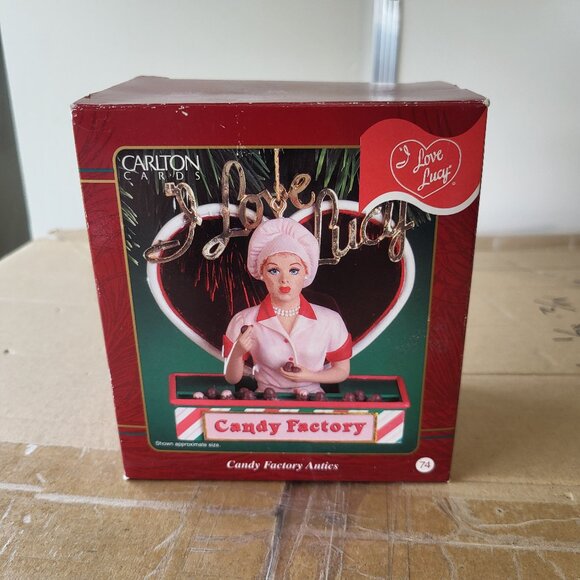 CARLTON
CARDS
I Love Lucy
I Love
Lucy
®
Candy Factory
Shown approximate size.
Candy Factory Antics
74